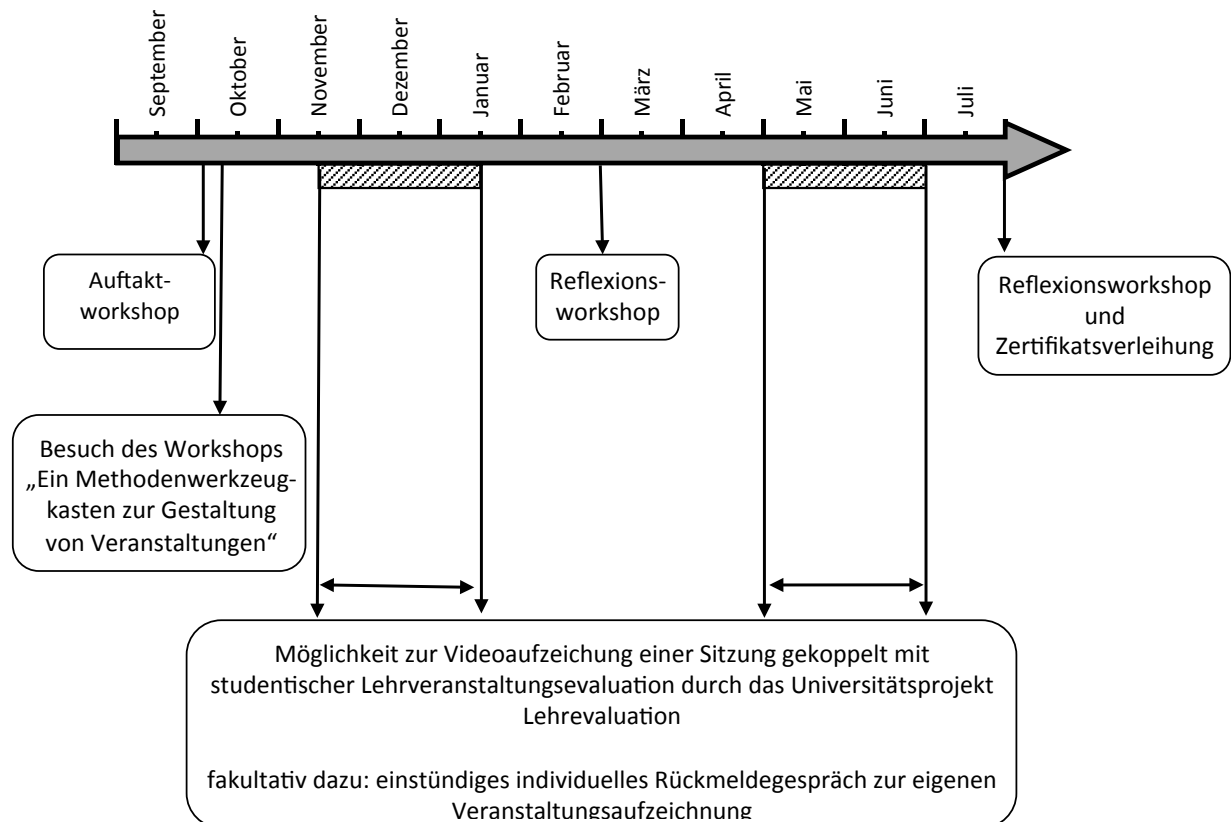 September
Oktober
November
Dezember
Januar
Februar
März
April
Mai
Juni
Juli
Auftakt-
workshop
Reflexions-
workshop
Reflexionsworkshop
und
Zertifikatsverleihung
Besuch des Workshops
„Ein Methodenwerkzeug-
kasten zur Gestaltung
von Veranstaltungen“
Möglichkeit zur Videoaufzeichung einer Sitzung gekoppelt mit
studentischer Lehrveranstaltungsevaluation durch das Universitätsprojekt
Lehrevaluation
fakultativ dazu: einstündiges individuelles Rückmeldegespräch zur eigenen
Veranstaltungsaufzeichnung